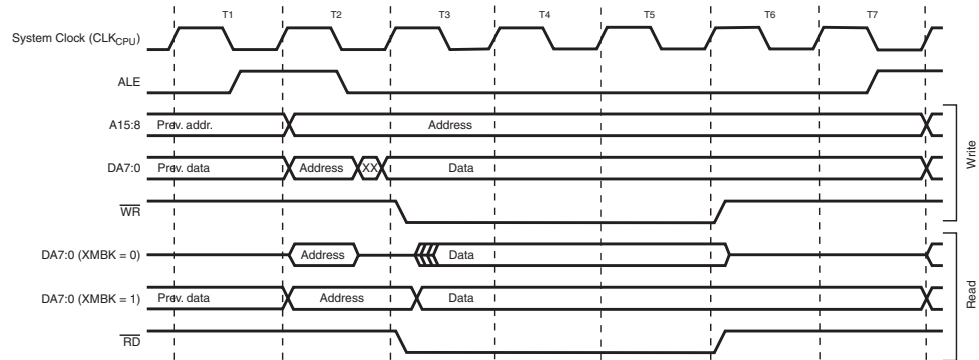 T1 T2 T3 T4 T5 T6 T7
System Clock (CLKCPU)
ALE
A15:8 Prev. addr. Address
DA7:0 Prev. data Address XX Data
WR
Write
DA7:0 (XMBK = 0) Address Data
DA7:0 (XMBK = 1) Prev. data Address Data
RD
Read